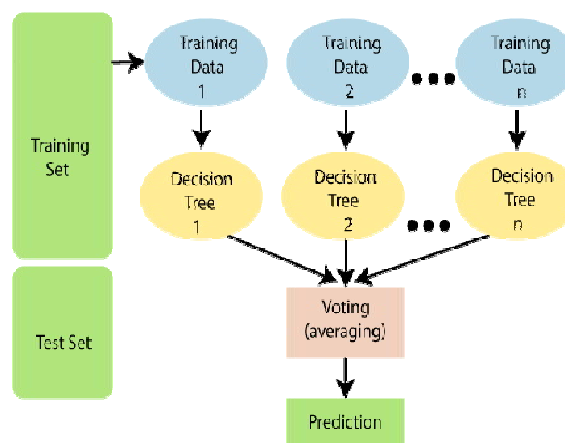 Training
Set
Training
Data
1
Training
Data
2
Training
Data
n
Decision
Tree
1
Decision
Tree
2
Decision
Tree
n
Test Set
Voting
(averaging)
Prediction